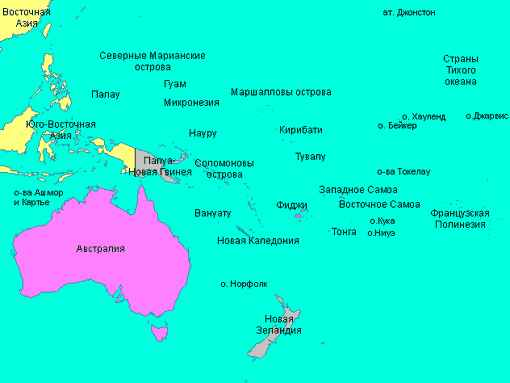 Восточная
Азия
ат. Джонстон
Северные Марианские
острова
Страны
Тихого
океана
Гуам
Палау
Маршалловы острова
Микронезия
о. Хауленд
о.Джарвис
Юго-Восточная
Азия
Науру
Кирибати
о. Бейкер
Папуа-
Новая Гвинея
Соломоновы
острова
Тувалу
о-ва Токелау
о-ва Ашмор
и Картье
Западное Самоа
Фиджи
Восточное Самоа
Вануату
Французская
Полинезия
о.Кука
Тонга
о.Ниуэ
Австралия
Новая Каледония
о. Норфолк
Новая
Зеландия